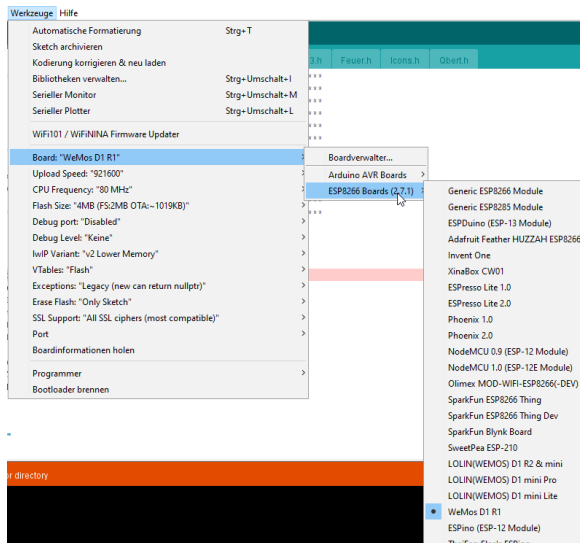 Werkzeuge Hilfe
Automatische Formatierung Strg+T
Sketch archivieren
Kodierung korrigieren & neu laden
Bibliotheken verwalten... Strg+Umschalt+I
Serieller Monitor Strg+Umschalt+M
Serieller Plotter Strg+Umschalt+L
WiFi101 / WiFiNINA Firmware Updater
Board: "WeMos D1 R1"
Upload Speed: "921600"
CPU Frequency: "80 MHz"
Flash Size: "4MB (FS:2MB OTA:~1019KB)"
Debug port: "Disabled"
Debug Level: "Keine"
lwIP Variant: "v2 Lower Memory"
VTables: "Flash"
Exceptions: "Legacy (new can return nullptr)"
Erase Flash: "Only Sketch"
SSL Support: "All SSL ciphers (most compatible)"
Port
Boardinformationen holen
Programmer
Bootloader brennen
3.h Feuer.h Icons.h Qbert.h
Boardverwalter...
Arduino AVR Boards
ESP8266 Boards (2.7.1)
Generic ESP8266 Module
Generic ESP8285 Module
ESPDuino (ESP-13 Module)
Adafruit Feather HUZZAH ESP8266
Invent One
XinaBox CW01
ESPresso Lite 1.0
ESPresso Lite 2.0
Phoenix 1.0
Phoenix 2.0
NodeMCU 0.9 (ESP-12 Module)
NodeMCU 1.0 (ESP-12E Module)
Olimex MOD-WIFI-ESP8266(-DEV)
SparkFun ESP8266 Thing
SparkFun ESP8266 Thing Dev
SparkFun Blynk Board
SweetPea ESP-210
LOLIN(WEMOS) D1 R2 & mini
LOLIN(WEMOS) D1 mini Pro
LOLIN(WEMOS) D1 mini Lite
WeMos D1 R1
ESPino (ESP-12 Module)
or directory